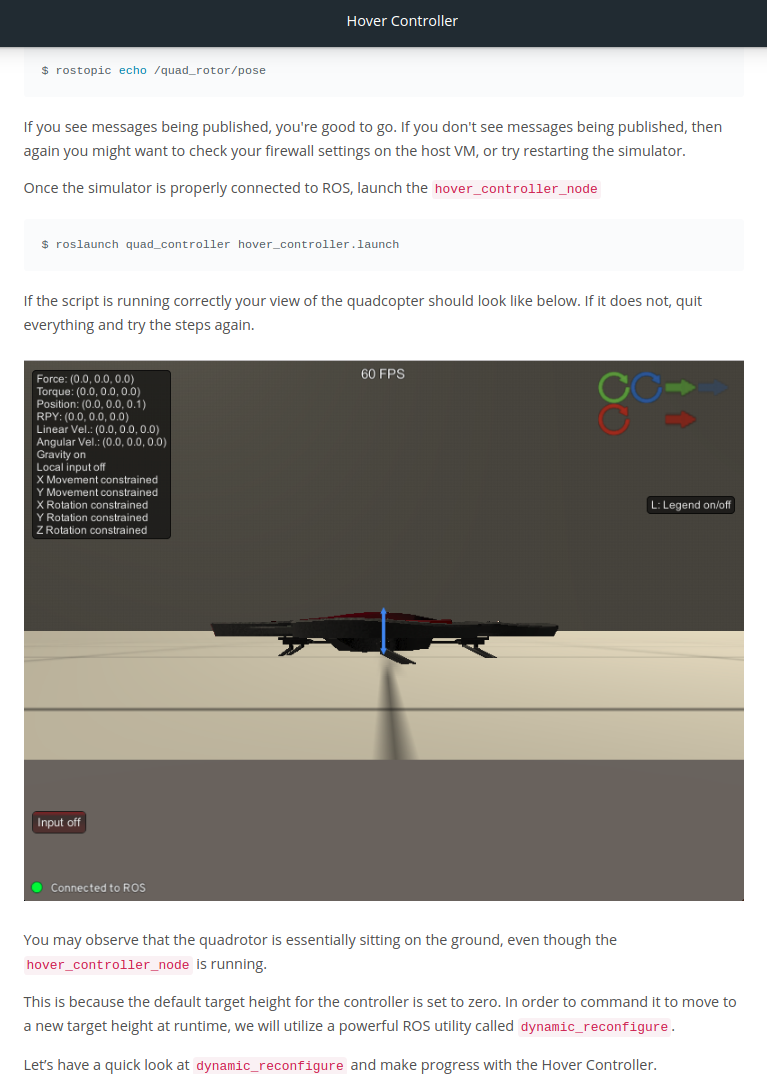 Hover Controller
$ rostopic echo /quad_rotor/pose
If you see messages being published, you're good to go. If you don't see messages being published, then
again you might want to check your firewall settings on the host VM, or try restarting the simulator.
Once the simulator is properly connected to ROS, launch the hover_controller_node
$ roslaunch quad_controller hover_controller.launch
If the script is running correctly your view of the quadcopter should look like below. If it does not, quit
everything and try the steps again.
60 FPS
Force: (0.0, 0.0, 0.0)
Torque: (0.0, 0.0, 0.0)
Position: (0.0, 0.0, 0.1)
RPY: (0.0, 0.0, 0.0)
Linear Vel.: (0.0, 0.0, 0.0)
Angular Vel.: (0.0, 0.0, 0.0)
Gravity on
Local input off
X Movement constrained
Y Movement constrained
X Rotation constrained
Y Rotation constrained
Z Rotation constrained
L: Legend on/off
Input off
Connected to ROS
You may observe that the quadrotor is essentially sitting on the ground, even though the
hover_controller_node is running.
This is because the default target height for the controller is set to zero. In order to command it to move to
a new target height at runtime, we will utilize a powerful ROS utility called dynamic_reconfigure.
Let’s have a quick look at dynamic_reconfigure and make progress with the Hover Controller.